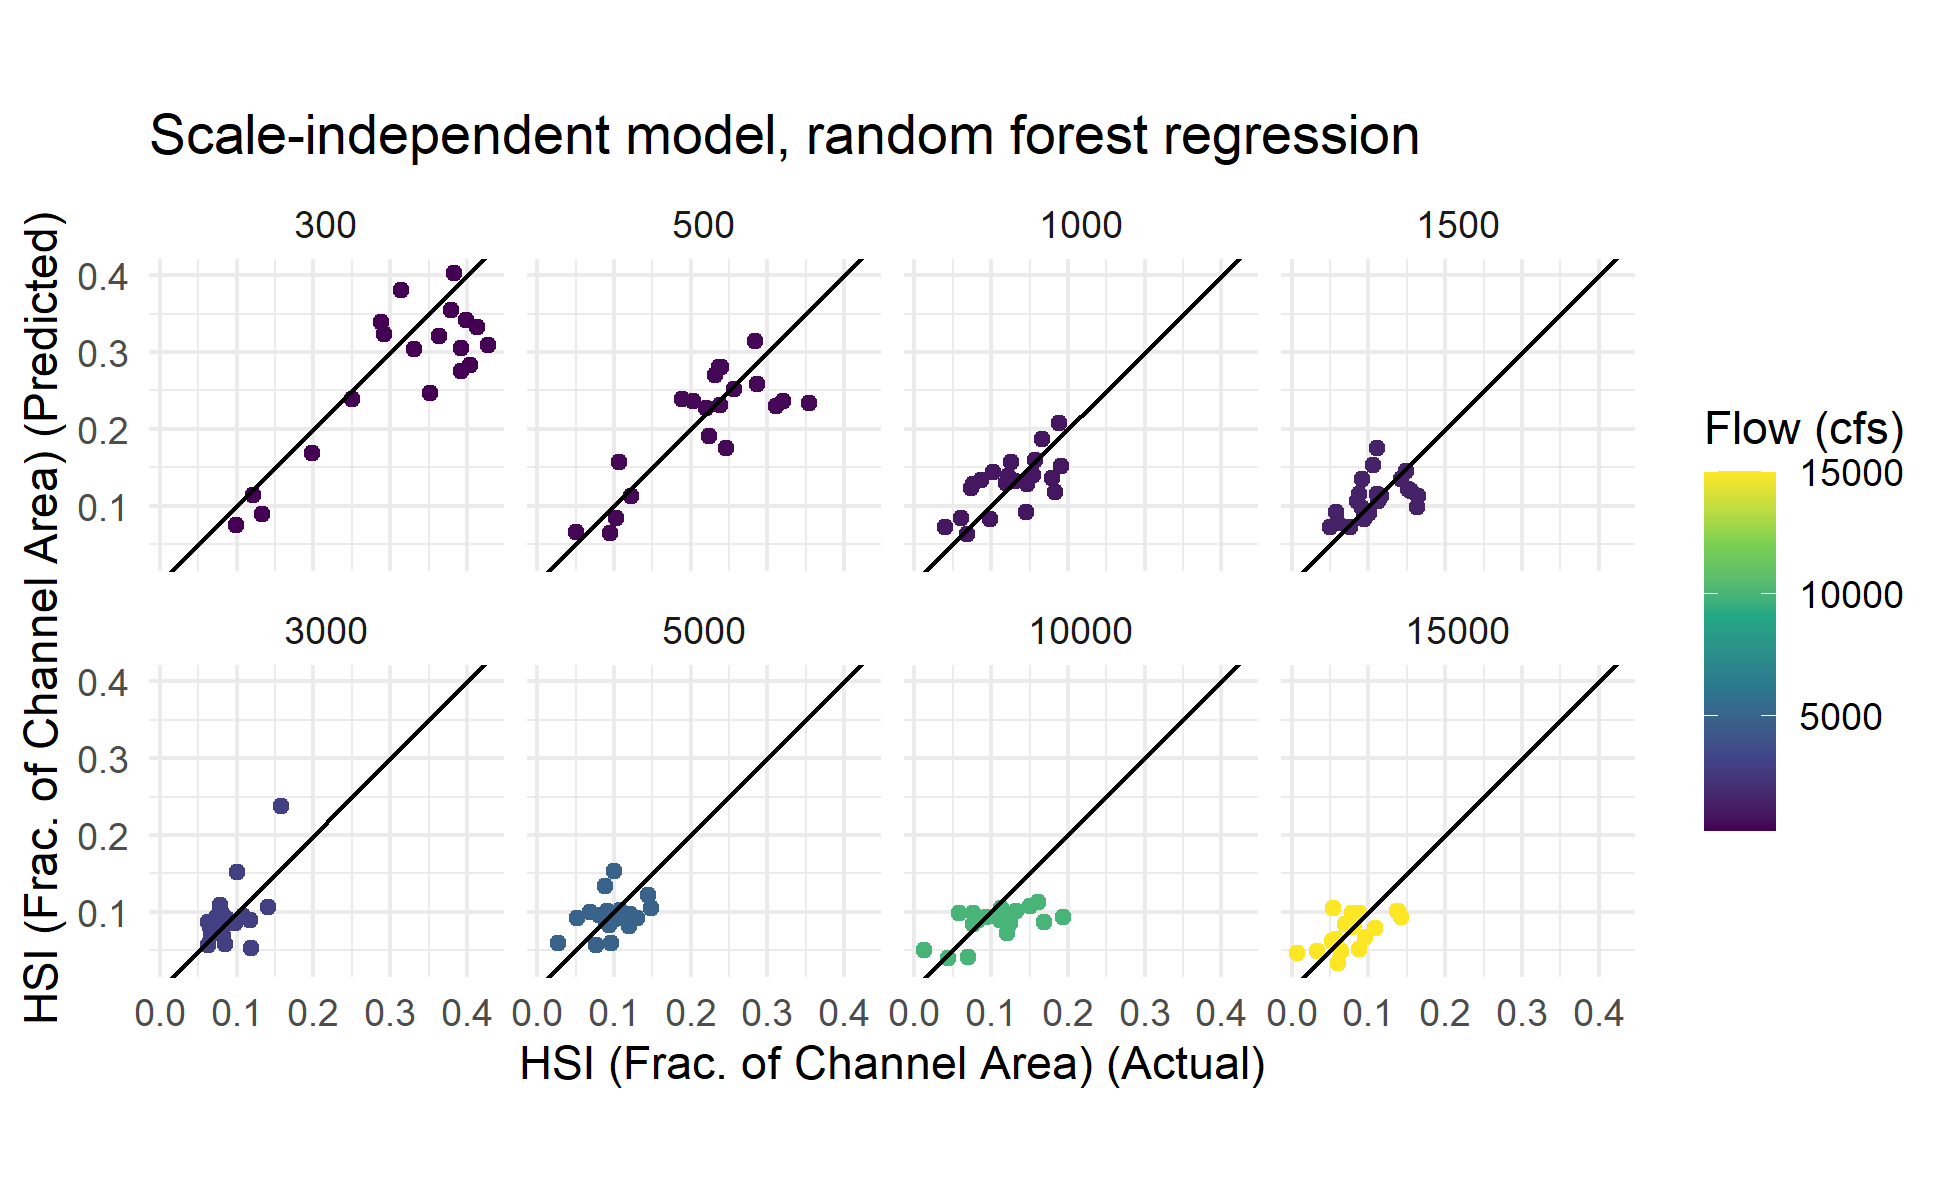 Scale-independent model, random forest regression
300 500 1000 1500
HSI (Frac. of Channel Area) (Predicted)
0.4
0.3
0.2
0.1
3000 5000 10000 15000
0.4
0.3
0.2
0.1
0.0 0.1 0.2 0.3 0.4 0.0 0.1 0.2 0.3 0.4 0.0 0.1 0.2 0.3 0.4 0.0 0.1 0.2 0.3 0.4
HSI (Frac. of Channel Area) (Actual)
Flow (cfs)
15000
10000
5000